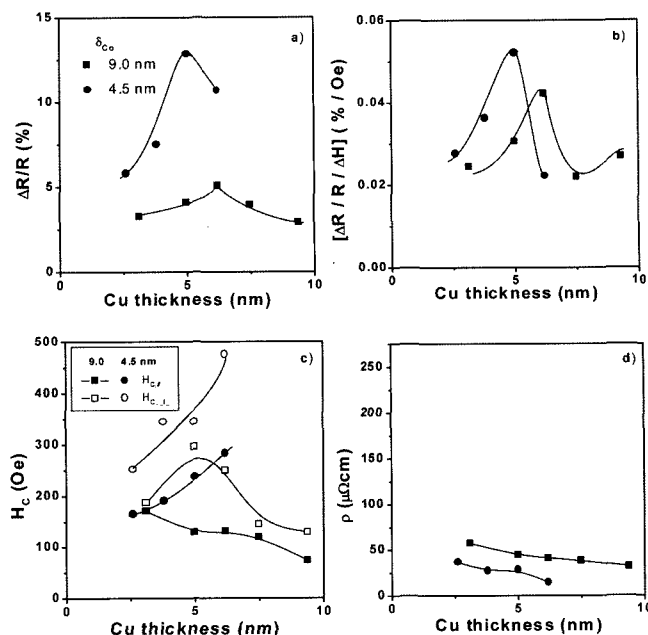 a)
δCo
■ 9.0 nm
● 4.5 nm
15
10
5
0
ΔR/R (%)
0 5 10
Cu thickness (nm)
b)
0.06
0.04
0.02
0.00
[ΔR / R / ΔH] ( % / Oe)
0 5 10
Cu thickness (nm)
c)
9.0 4.5 nm
HC,∥
HC,⊥
500
400
300
200
100
0
HC (Oe)
0 5 10
Cu thickness (nm)
d)
250
200
150
100
50
0
ρ (μΩcm)
0 5 10
Cu thickness (nm)